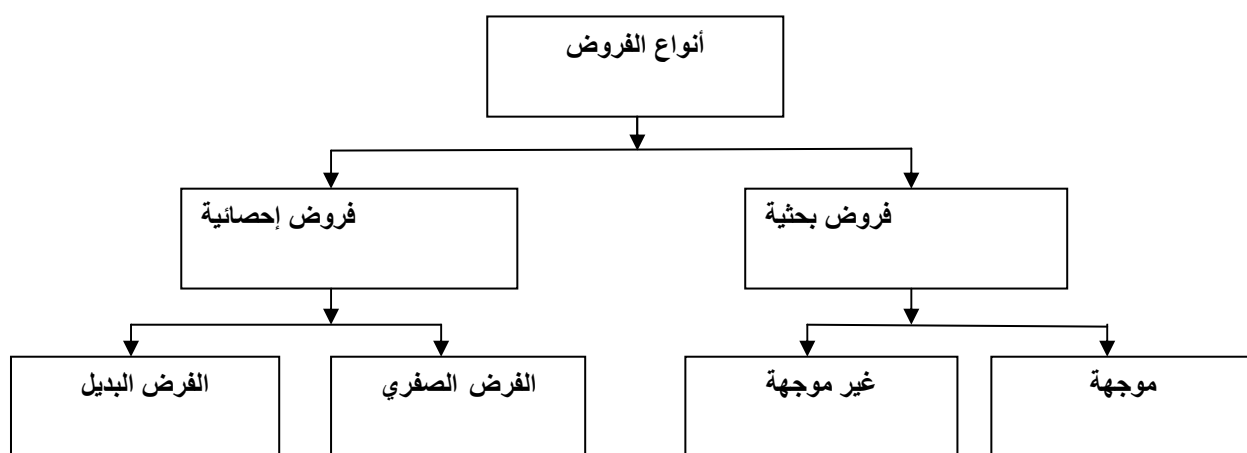 أنواع الفروض
فروض بحثية
فروض إحصائية
موجهة
غير موجهة
الفرض الصفري
الفرض البديل